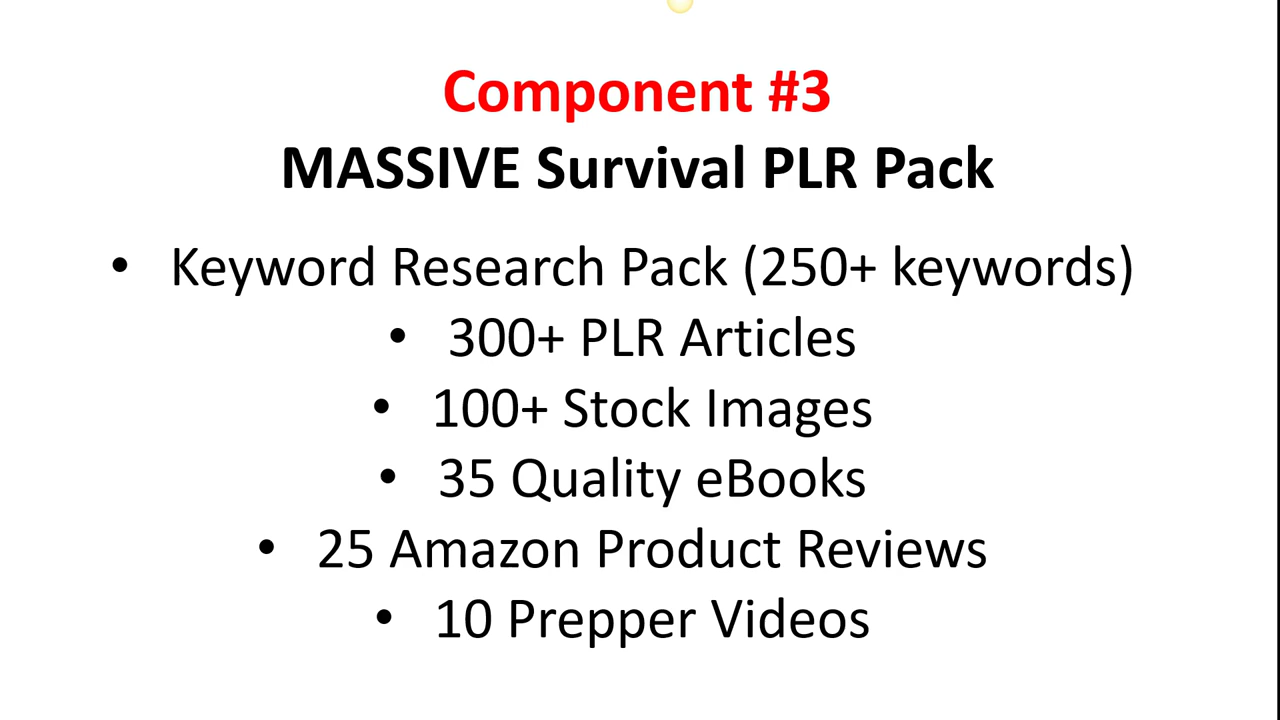 Component #3
MASSIVE Survival PLR Pack
• Keyword Research Pack (250+ keywords)
• 300+ PLR Articles
• 100+ Stock Images
• 35 Quality eBooks
• 25 Amazon Product Reviews
• 10 Prepper Videos